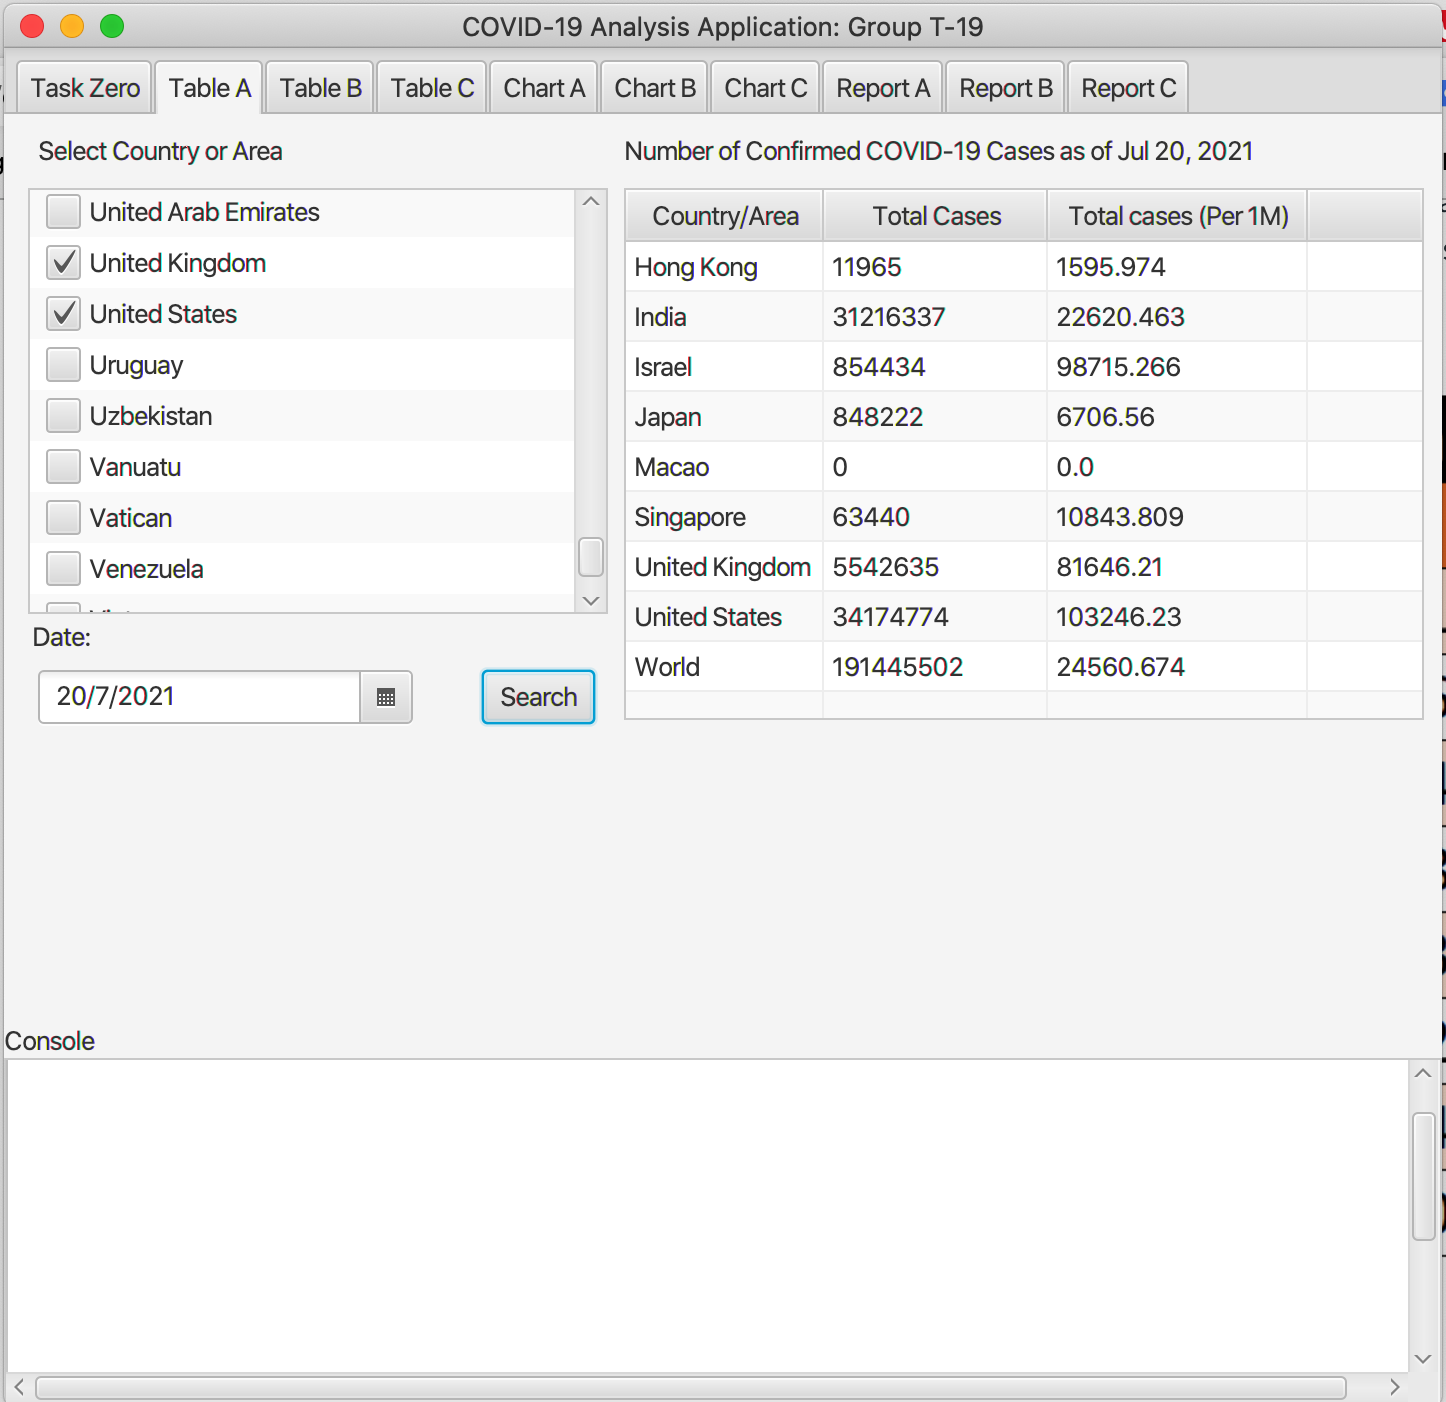 COVID-19 Analysis Application: Group T-19
Task Zero Table A Table B Table C Chart A Chart B Chart C Report A Report B Report C
Select Country or Area
United Arab Emirates
United Kingdom
United States
Uruguay
Uzbekistan
Vanuatu
Vatican
Venezuela
Date:
20/7/2021
Search
Number of Confirmed COVID-19 Cases as of Jul 20, 2021
Country/Area Total Cases Total cases (Per 1M)
Hong Kong 11965 1595.974
India 31216337 22620.463
Israel 854434 98715.266
Japan 848222 6706.56
Macao 0 0.0
Singapore 63440 10843.809
United Kingdom 5542635 81646.21
United States 34174774 103246.23
World 191445502 24560.674
Console